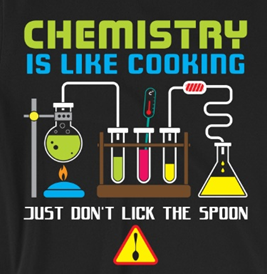 CHEMISTRY
IS LIKE COOKING
JUST DON'T LICK THE SPOON